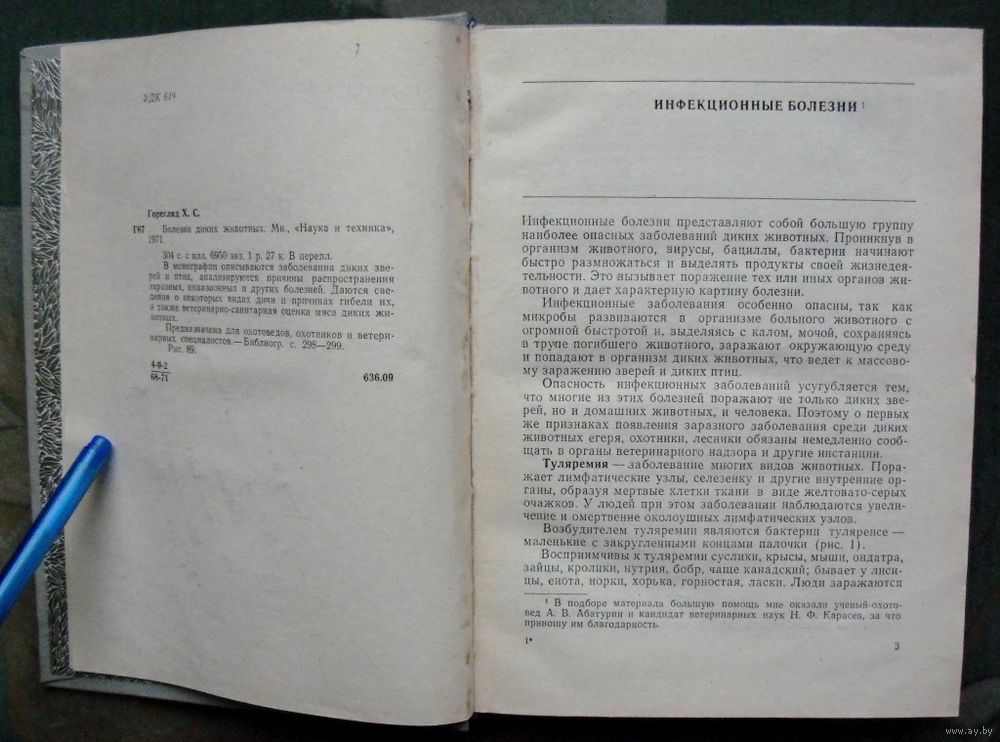 УДК 619
Горегляд Х. С.
Г67 Болезни диких животных. Мн., «Наука и техника»,
1971.
304 с. с илл. 6950 экз. 1 р. 27 к. В перепл.
В монографии описываются заболевания диких зве-
рей и птиц, анализируются причины распространения
заразных, инвазионных и других болезней. Даются све-
дения о некоторых видах дичи и причинах гибели их,
а также ветеринарно-санитарная оценка мяса диких жи-
вотных.
Предназначена для охотоведов, охотников и ветери-
нарных специалистов.— Библиогр. с. 298—299.
Рис. 89.
4-9-2
68-71
636.09
ИНФЕКЦИОННЫЕ БОЛЕЗНИ ¹
Инфекционные болезни представляют собой большую группу
наиболее опасных заболеваний диких животных. Проникнув в
организм животного, вирусы, бациллы, бактерии начинают
быстро размножаться и выделять продукты своей жизнедея-
тельности. Это вызывает поражение тех или иных органов жи-
вотного и дает характерную картину болезни.
Инфекционные заболевания особенно опасны, так как
микробы развиваются в организме больного животного с
огромной быстротой и, выделяясь с калом, мочой, сохраняясь
в трупе погибшего животного, заражают окружающую среду
и попадают в организм диких животных, что ведет к массово-
му заражению зверей и диких птиц.
Опасность инфекционных заболеваний усугубляется тем,
что многие из этих болезней поражают не только диких зве-
рей, но и домашних животных, и человека. Поэтому о первых
же признаках появления заразного заболевания среди диких
животных егеря, охотники, лесники обязаны немедленно сооб-
щать в органы ветеринарного надзора и другие инстанции.
Туляремия — заболевание многих видов животных. Пора-
жает лимфатические узлы, селезенку и другие внутренние ор-
ганы, образуя мертвые клетки ткани в виде желтовато-серых
очажков. У людей при этом заболевании наблюдаются увели-
чение и омертвение околоушных лимфатических узлов.
Возбудителем туляремии являются бактерии туляренсе —
маленькие с закругленными концами палочки (рис. 1).
Восприимчивы к туляремии суслики, крысы, мыши, ондатра,
зайцы, кролики, нутрия, бобр, чаще канадский; бывает у лиси-
цы, енота, норки, хорька, горностая, ласки. Люди заражаются
¹ В подборе материала большую помощь мне оказали ученый-охото-
вед А. В. Абатурин и кандидат ветеринарных наук Н. Ф. Карасев, за что
приношу им благодарность.
1*
3
www.ay.by